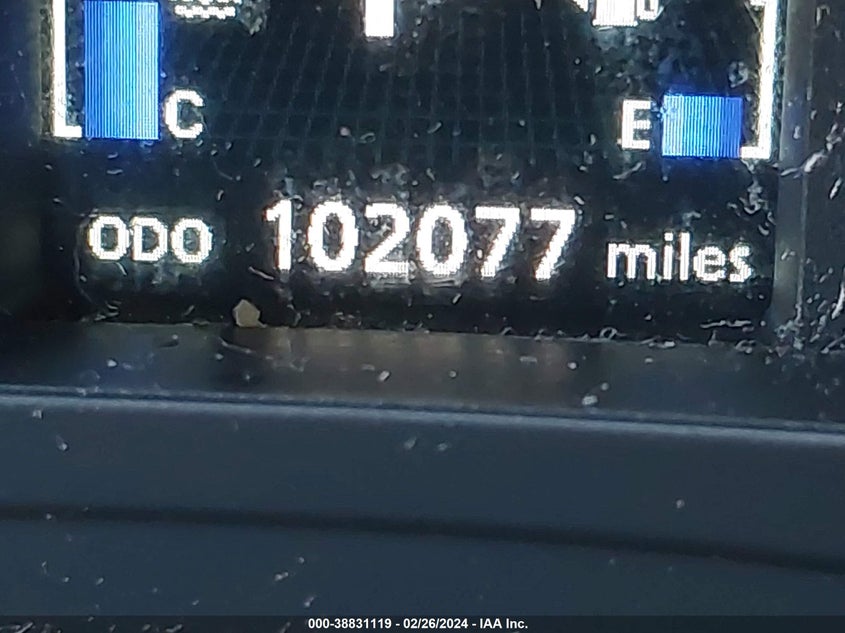 C
E
ODO 102077 miles
000-38831119 - 02/26/2024 - IAA Inc.